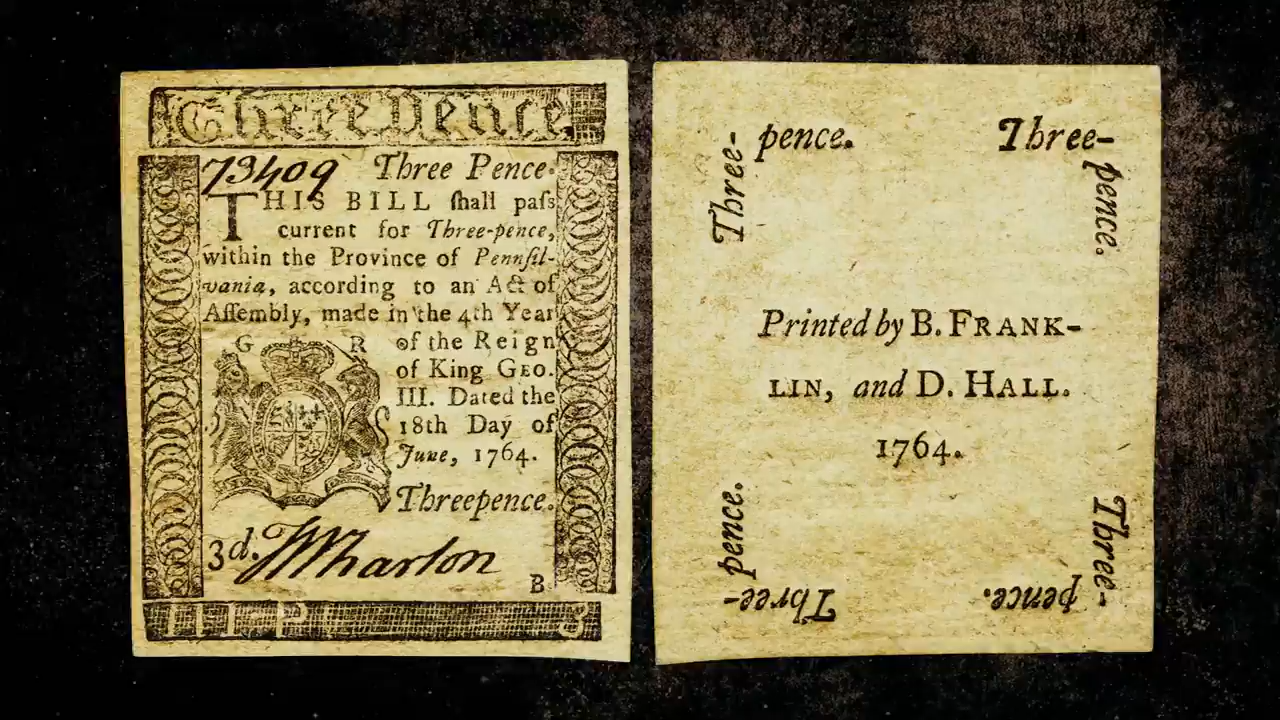 Three Pence
73409 Three Pence.
THIS BILL ſhall paſs
current for Three-pence,
within the Province of Pennſil-
vania, according to an Act of
Aſſembly, made in the 4th Year
G R of the Reign
of King GEO.
III. Dated the
18th Day of
June, 1764.
Threepence.
3d. Wharton
B
III P 3
Three-
pence.
Three-
pence.
Printed by B. FRANK-
LIN, and D. HALL.
1764.
Three-
pence.
Three-
pence.